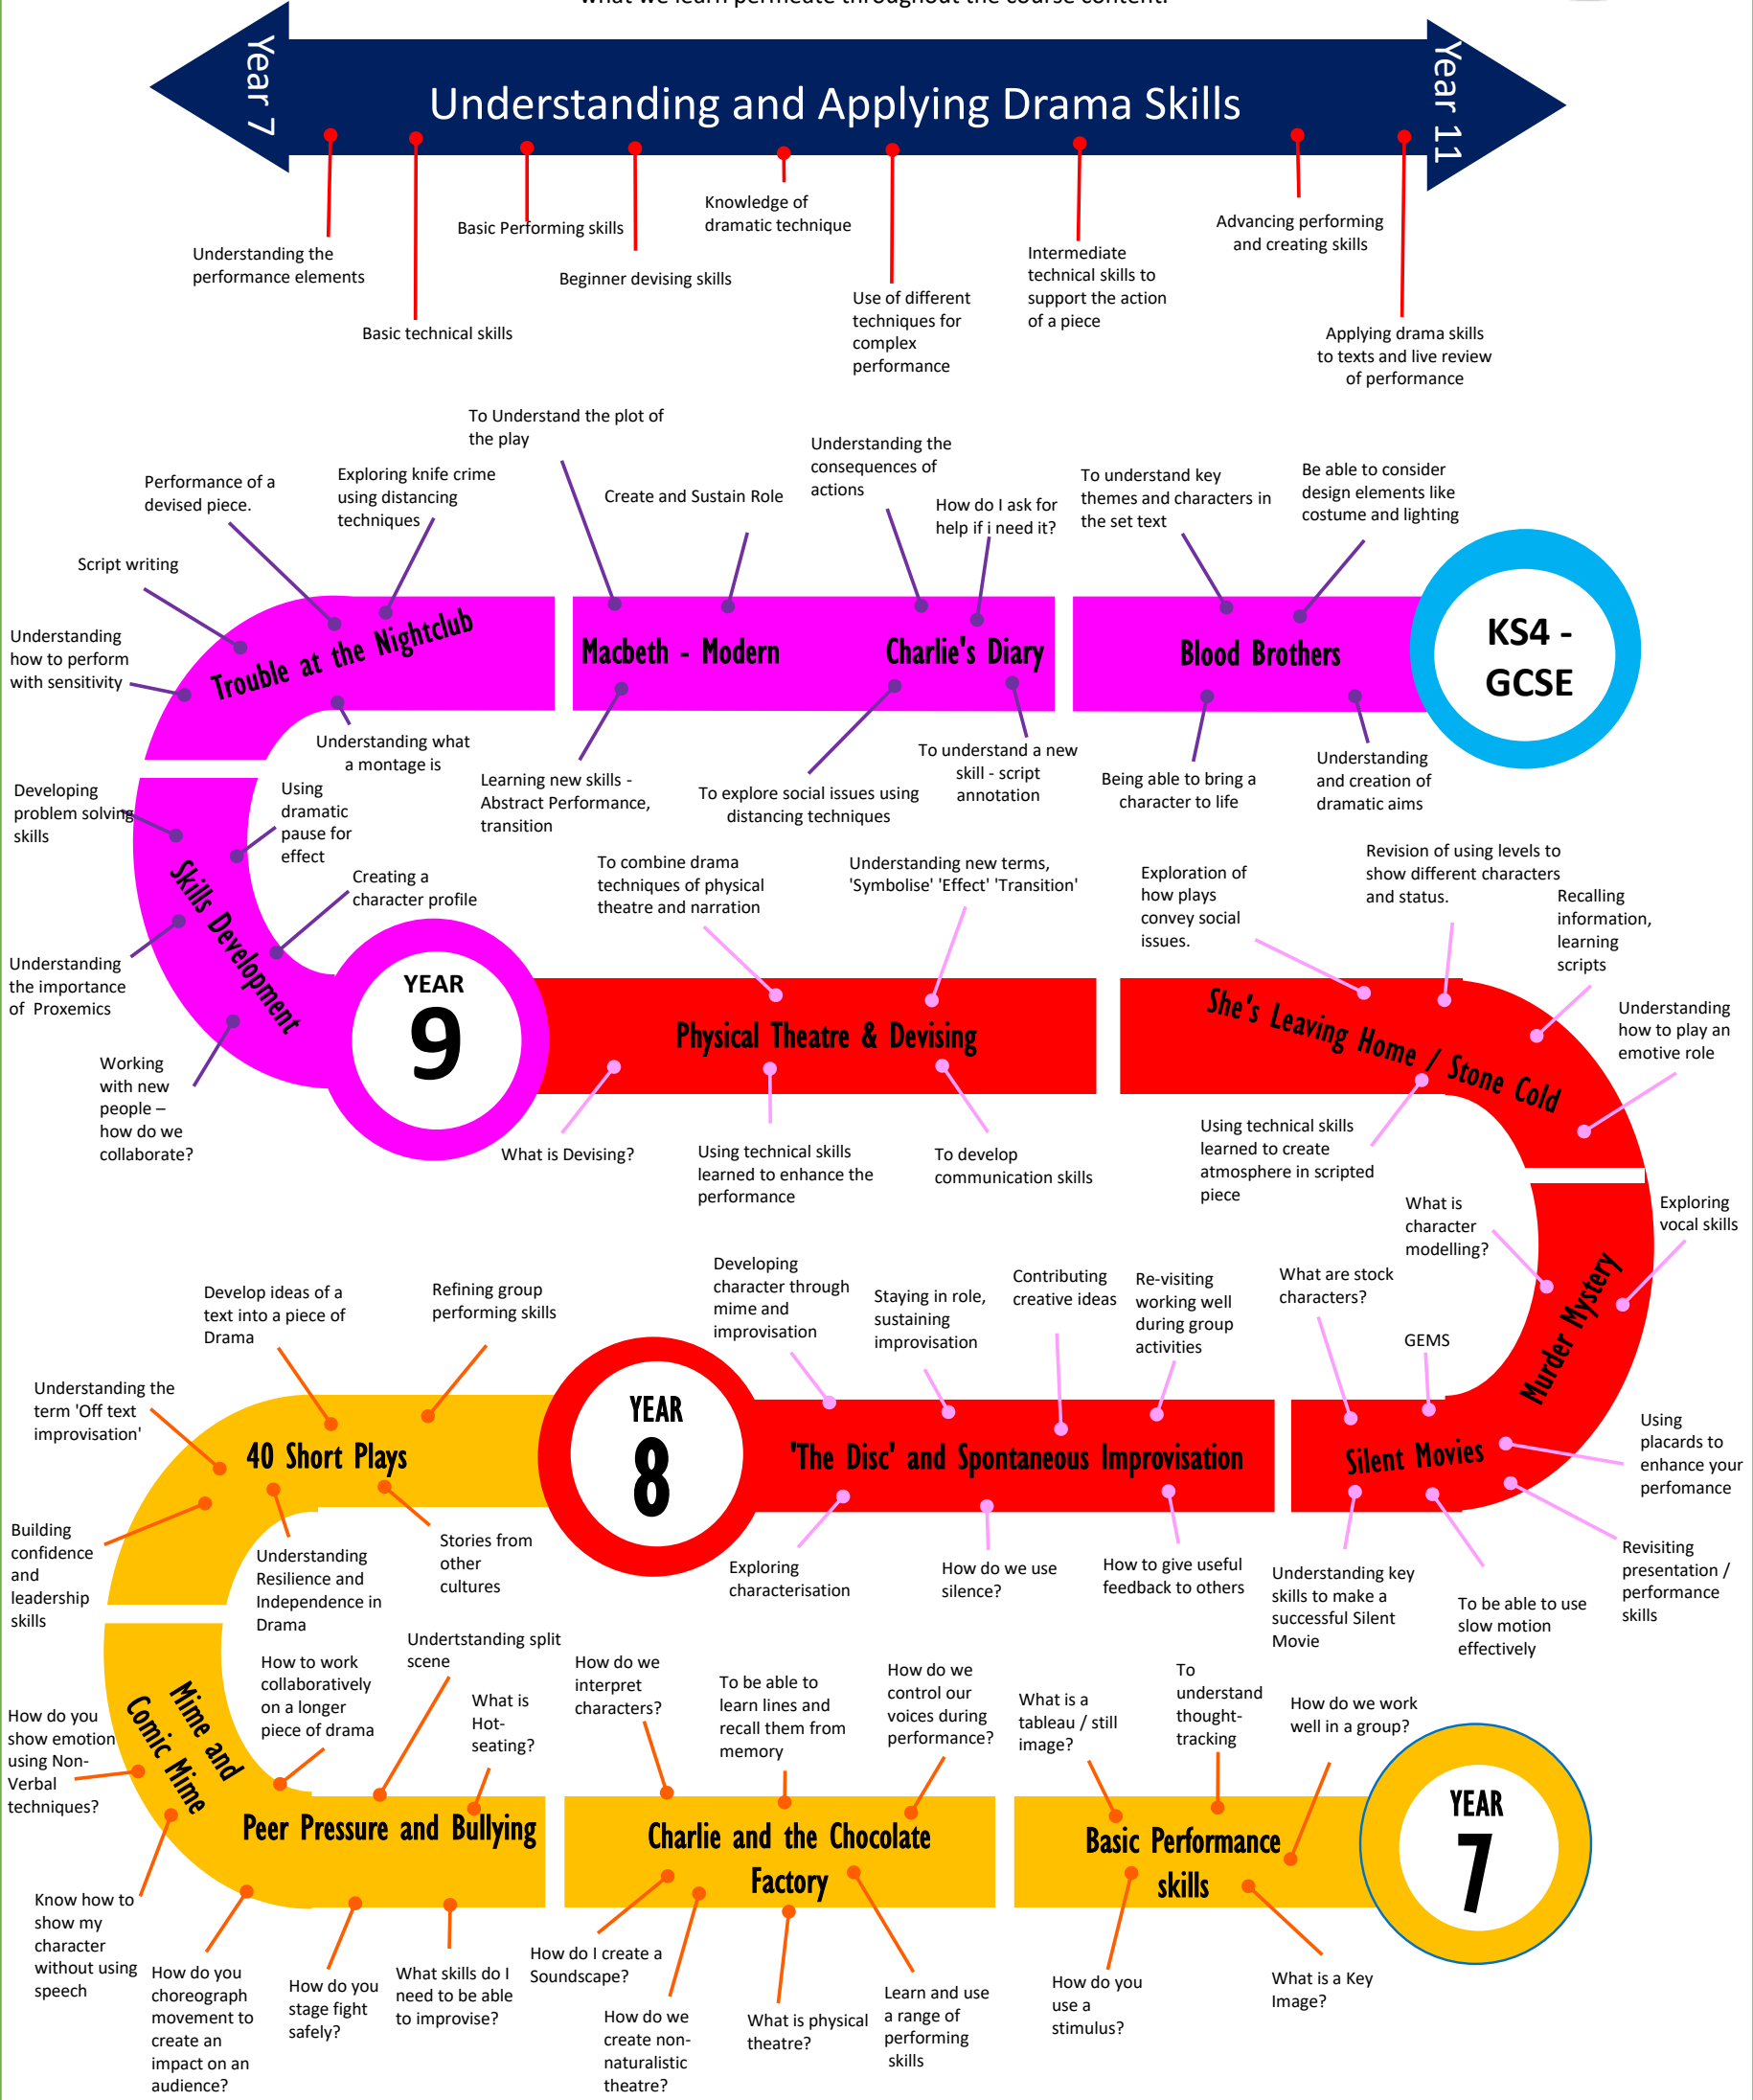 what we learn permeate throughout the course content.
Year 7
Understanding and Applying Drama Skills
Year 11
Understanding the
performance elements
Basic technical skills
Basic Performing skills
Beginner devising skills
Knowledge of
dramatic technique
Use of different
techniques for
complex
performance
Intermediate
technical skills to
support the action
of a piece
Advancing performing
and creating skills
Applying drama skills
to texts and live review
of performance
To Understand the plot of
the play
Performance of a
devised piece.
Exploring knife crime
using distancing
techniques
Create and Sustain Role
Understanding the
consequences of
actions
How do I ask for
help if i need it?
To understand key
themes and characters in
the set text
Be able to consider
design elements like
costume and lighting
Script writing
Understanding
how to perform
with sensitivity
Trouble at the Nightclub
Macbeth - Modern
Charlie's Diary
Blood Brothers
KS4 -
GCSE
Understanding what
a montage is
Learning new skills -
Abstract Performance,
transition
To explore social issues using
distancing techniques
To understand a new
skill - script
annotation
Being able to bring a
character to life
Understanding
and creation of
dramatic aims
Developing
problem solving
skills
Using
dramatic
pause for
effect
Creating a
character profile
Skills Development
Understanding
the importance
of Proxemics
Working
with new
people –
how do we
collaborate?
YEAR
9
To combine drama
techniques of physical
theatre and narration
Understanding new terms,
'Symbolise' 'Effect' 'Transition'
Exploration of
how plays
convey social
issues.
Revision of using levels to
show different characters
and status.
Recalling
information,
learning
scripts
Understanding
how to play an
emotive role
Physical Theatre & Devising
She's Leaving Home / Stone Cold
What is Devising?
Using technical skills
learned to enhance the
performance
To develop
communication skills
Using technical skills
learned to create
atmosphere in scripted
piece
What is
character
modelling?
Exploring
vocal skills
Murder Mystery
Develop ideas of a
text into a piece of
Drama
Refining group
performing skills
Developing
character through
mime and
improvisation
Staying in role,
sustaining
improvisation
Contributing
creative ideas
Re-visiting
working well
during group
activities
What are stock
characters?
GEMS
Understanding the
term 'Off text
improvisation'
40 Short Plays
YEAR
8
'The Disc' and Spontaneous Improvisation
Silent Movies
Using
placards to
enhance your
perfomance
Building
confidence
and
leadership
skills
Understanding
Resilience and
Independence in
Drama
Stories from
other
cultures
Exploring
characterisation
How do we use
silence?
How to give useful
feedback to others
Understanding key
skills to make a
successful Silent
Movie
To be able to use
slow motion
effectively
Revisiting
presentation /
performance
skills
How do you
show emotion
using Non-
Verbal
techniques?
Mime and
Comic Mime
How to work
collaboratively
on a longer
piece of drama
Undertstanding split
scene
What is
Hot-
seating?
How do we
interpret
characters?
To be able to
learn lines and
recall them from
memory
How do we
control our
voices during
performance?
What is a
tableau / still
image?
To
understand
thought-
tracking
How do we work
well in a group?
Peer Pressure and Bullying
Charlie and the Chocolate
Factory
Basic Performance
skills
YEAR
7
Know how to
show my
character
without using
speech
How do you
choreograph
movement to
create an
impact on an
audience?
How do you
stage fight
safely?
What skills do I
need to be able
to improvise?
How do I create a
Soundscape?
How do we
create non-
naturalistic
theatre?
What is physical
theatre?
Learn and use
a range of
performing
skills
How do you
use a
stimulus?
What is a Key
Image?